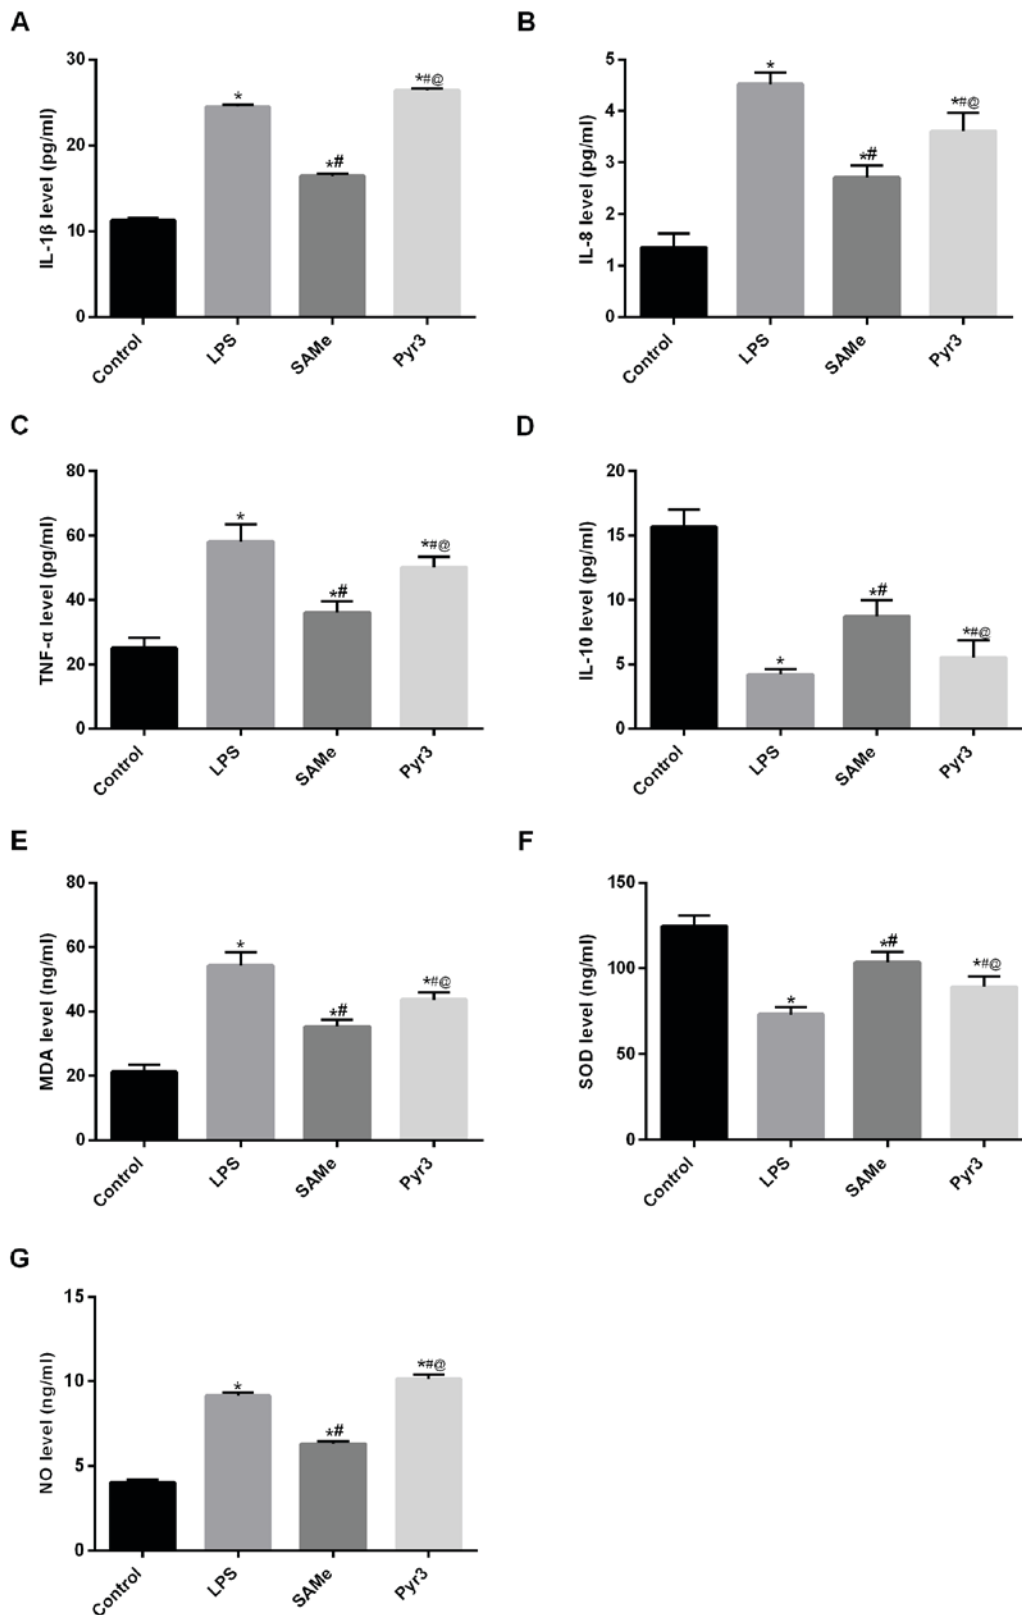 A
B
IL-1β level (pg/ml)
30
20
10
0
*
*#
*#@
Control
LPS
SAMe
Pyr3
IL-8 level (pg/ml)
5
4
3
2
1
0
*
*#
*#@
Control
LPS
SAMe
Pyr3
C
D
TNF-α level (pg/ml)
80
60
40
20
0
*
*#
*#@
Control
LPS
SAMe
Pyr3
IL-10 level (pg/ml)
20
15
10
5
0
*
*#
*#@
Control
LPS
SAMe
Pyr3
E
F
MDA level (ng/ml)
80
60
40
20
0
*
*#
*#@
Control
LPS
SAMe
Pyr3
SOD level (ng/ml)
150
100
50
0
*
*#
*#@
Control
LPS
SAMe
Pyr3
G
NO level (ng/ml)
15
10
5
0
*
*#
*#@
Control
LPS
SAMe
Pyr3